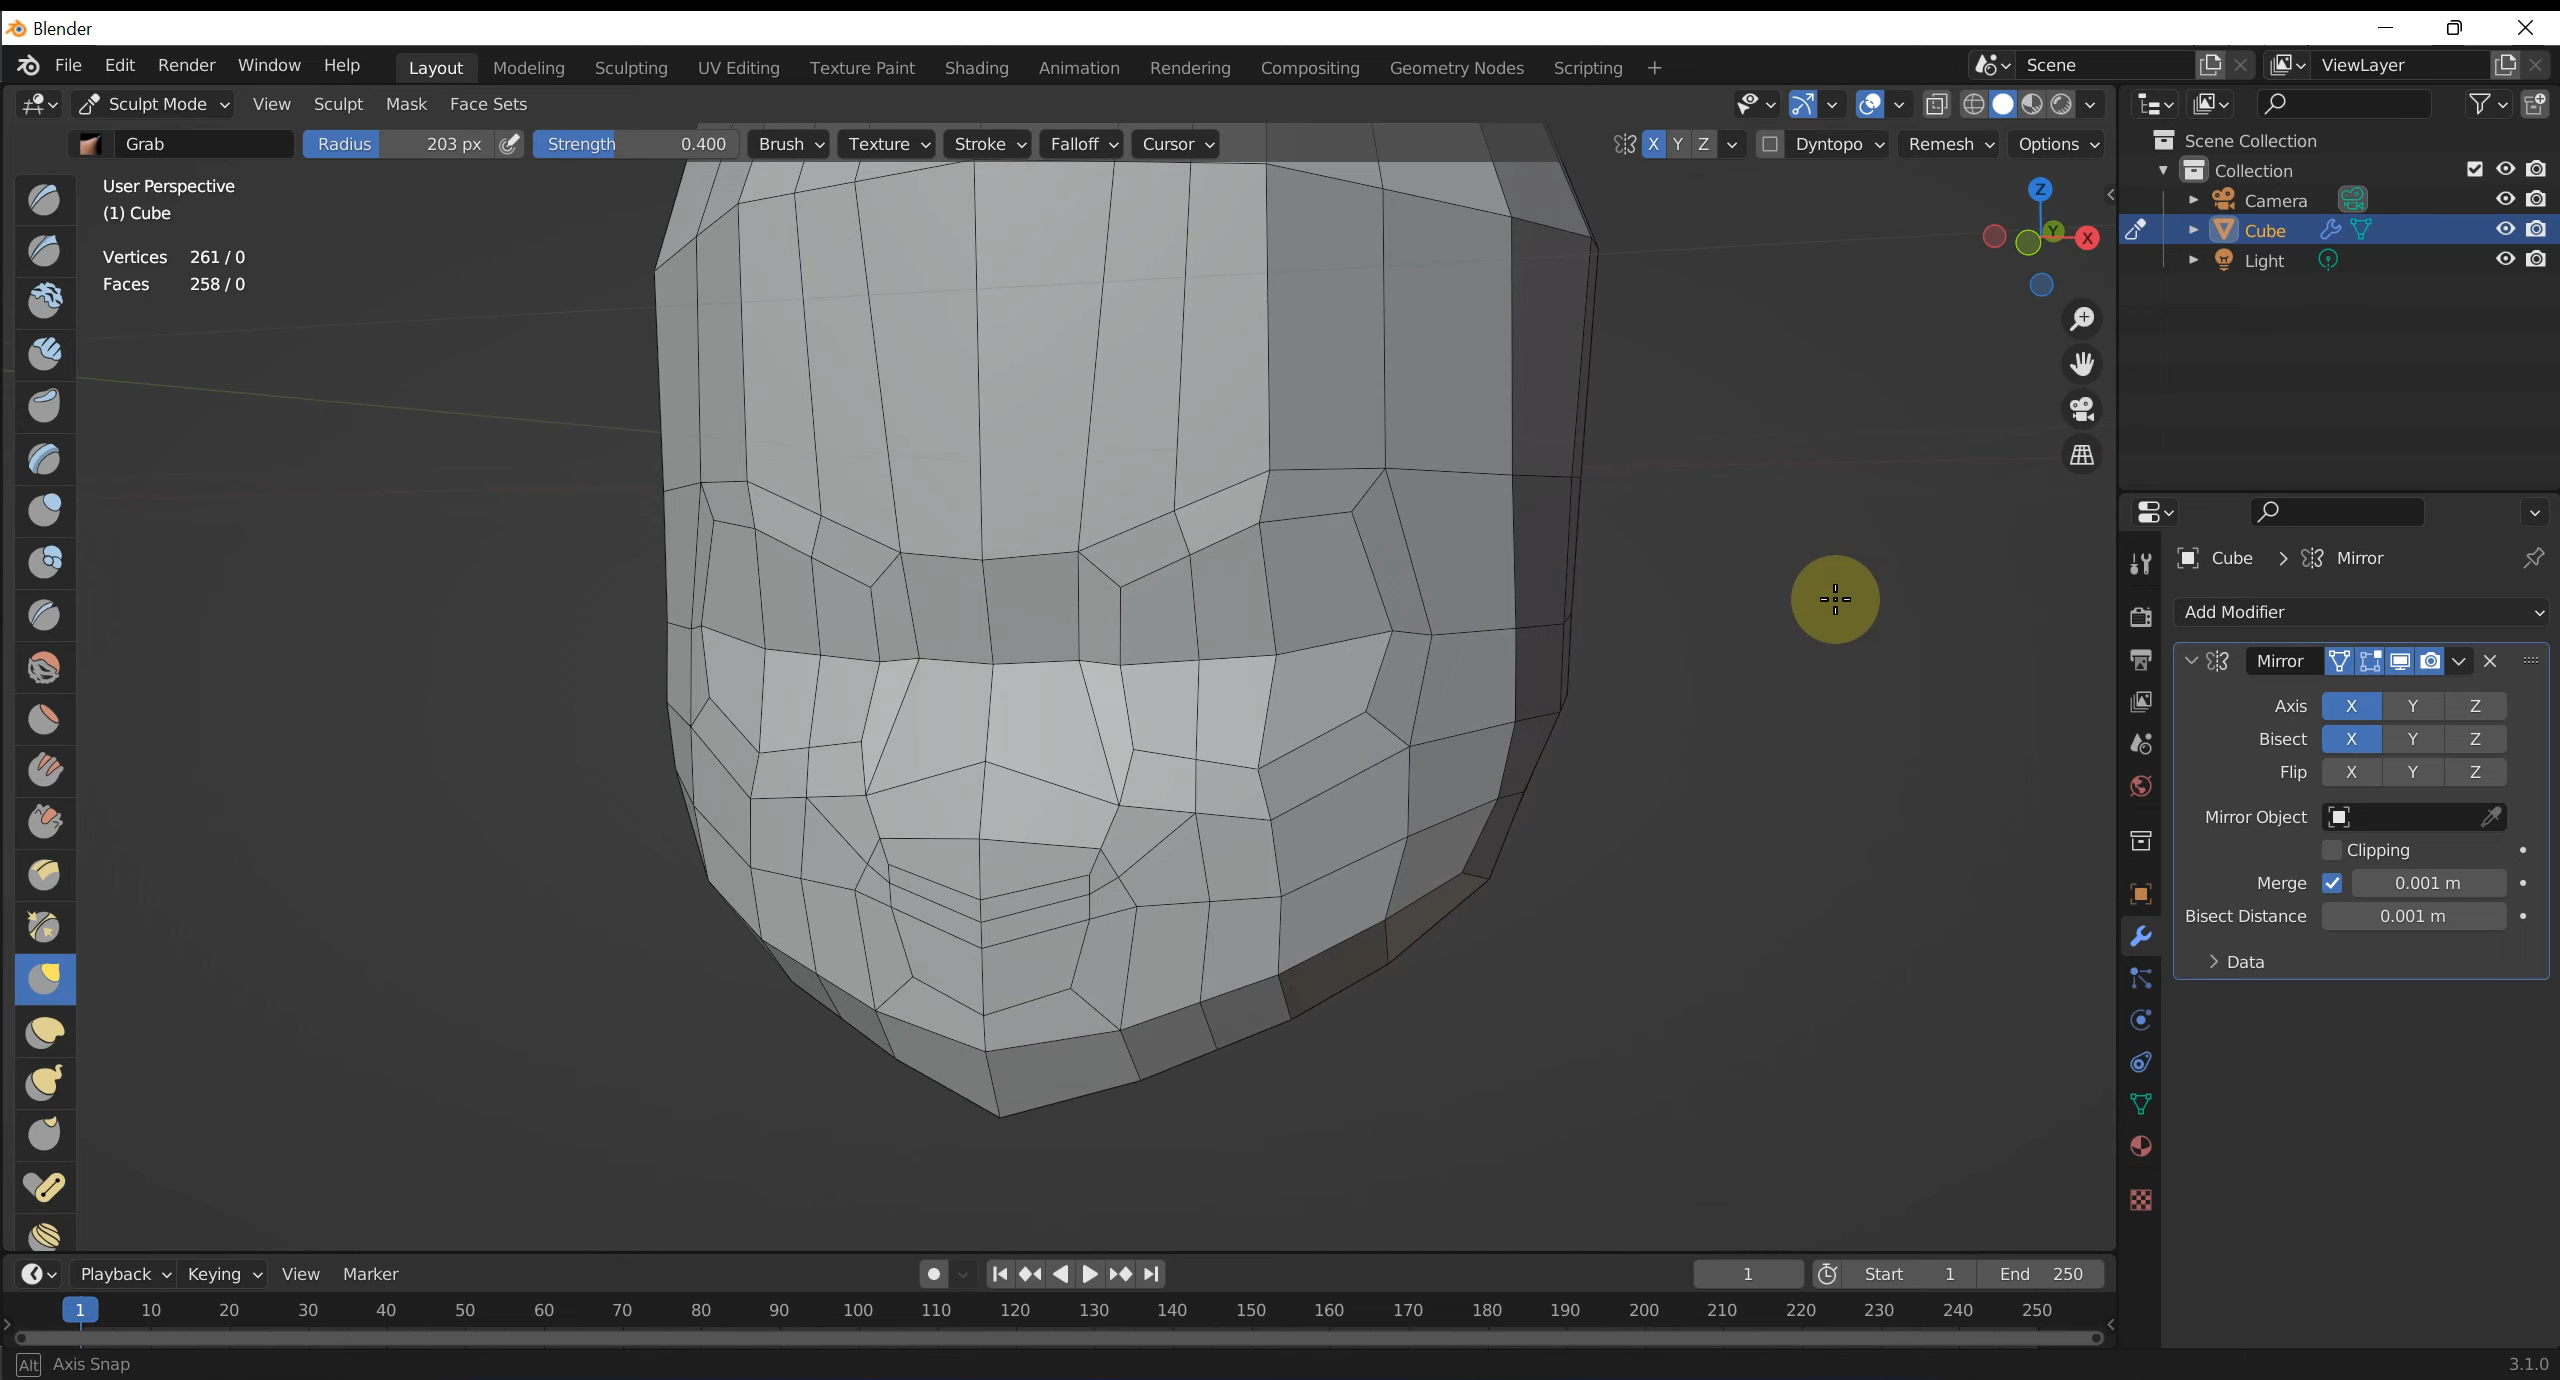 Blender
File Edit Render Window Help Layout Modeling Sculpting UV Editing Texture Paint Shading Animation Rendering Compositing Geometry Nodes Scripting + Scene ViewLayer
Sculpt Mode View Sculpt Mask Face Sets
Grab Radius 203 px Strength 0.400 Brush Texture Stroke Falloff Cursor X Y Z Dyntopo Remesh Options
User Perspective
(1) Cube
Vertices 261 / 0
Faces 258 / 0
Z
Y
X
Scene Collection
Collection
Camera
Cube
Light
Cube > Mirror
Add Modifier
Mirror
Axis X Y Z
Bisect X Y Z
Flip X Y Z
Mirror Object
Clipping
Merge 0.001 m
Bisect Distance 0.001 m
Data
Playback Keying View Marker 1 Start 1 End 250
1 10 20 30 40 50 60 70 80 90 100 110 120 130 140 150 160 170 180 190 200 210 220 230 240 250
Alt Axis Snap 3.1.0